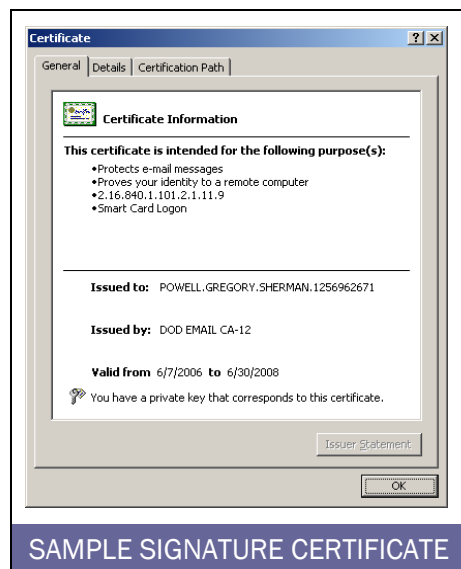 Certificate
General Details Certification Path
Certificate Information
This certificate is intended for the following purpose(s):
•Protects e-mail messages
•Proves your identity to a remote computer
•2.16.840.1.101.2.1.11.9
•Smart Card Logon
Issued to: POWELL.GREGORY.SHERMAN.1256962671
Issued by: DOD EMAIL CA-12
Valid from 6/7/2006 to 6/30/2008
You have a private key that corresponds to this certificate.
Issuer Statement
OK
SAMPLE SIGNATURE CERTIFICATE